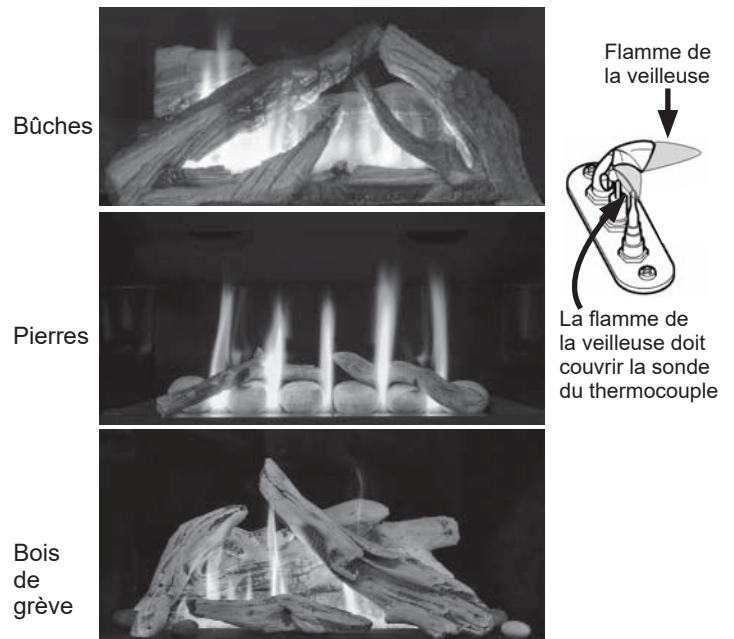 Bûches
Pierres
Bois
de
grève
Flamme de
la veilleuse
La flamme de
la veilleuse doit
couvrir la sonde
du thermocouple